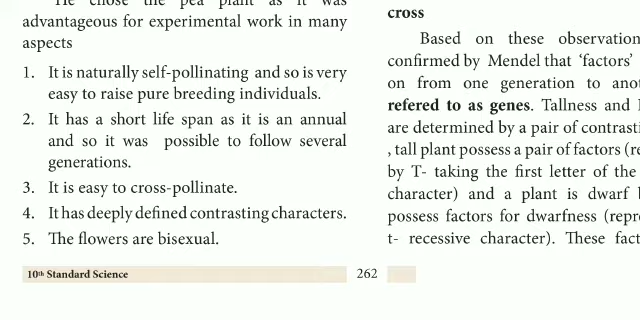 He chose the pea plant as it was
advantageous for experimental work in many
aspects
1. It is naturally self-pollinating and so is very
easy to raise pure breeding individuals.
2. It has a short life span as it is an annual
and so it was possible to follow several
generations.
3. It is easy to cross-pollinate.
4. It has deeply defined contrasting characters.
5. The flowers are bisexual.
cross
Based on these
confirmed by Mendel that ‘factors’
on from one generation to
refered to as genes. Tallness and
are determined by a pair of
, tall plant possess a pair of factors
by T- taking the first letter of the
character) and a plant is dwarf
possess factors for dwarfness
t- recessive character). These
10th Standard Science
262